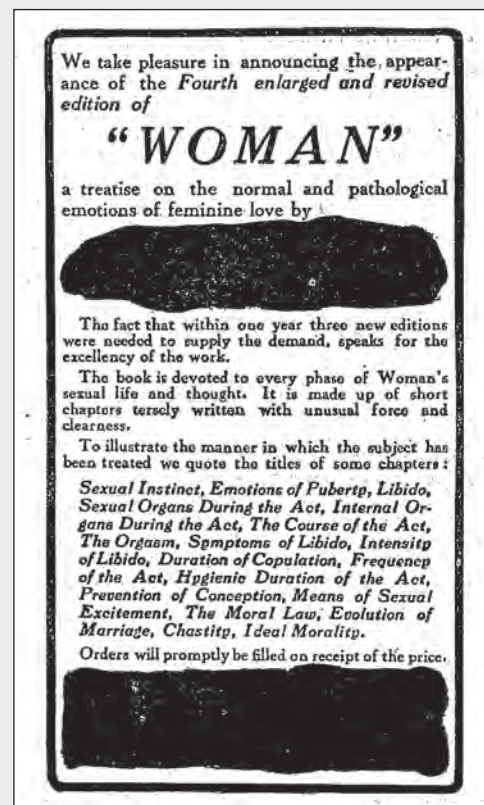 We take pleasure in announcing the appear-
ance of the Fourth enlarged and revised
edition of
“WOMAN”
a treatise on the normal and pathological
emotions of feminine love by
The fact that within one year three new editions
were needed to supply the demand, speaks for the
excellency of the work.
The book is devoted to every phase of Woman's
sexual life and thought. It is made up of short
chapters tersely written with unusual force and
clearness.
To illustrate the manner in which the subject has
been treated we quote the titles of some chapters:
Sexual Instinct, Emotions of Puberty, Libido,
Sexual Organs During the Act, Internal Or-
gans During the Act, The Course of the Act,
The Orgasm, Symptoms of Libido, Intensity
of Libido, Duration of Copulation, Frequency
of the Act, Hygienic Duration of the Act,
Prevention of Conception, Means of Sexual
Excitement, The Moral Law, Evolution of
Marriage, Chastity, Ideal Morality.
Orders will promptly be filled on receipt of the price.